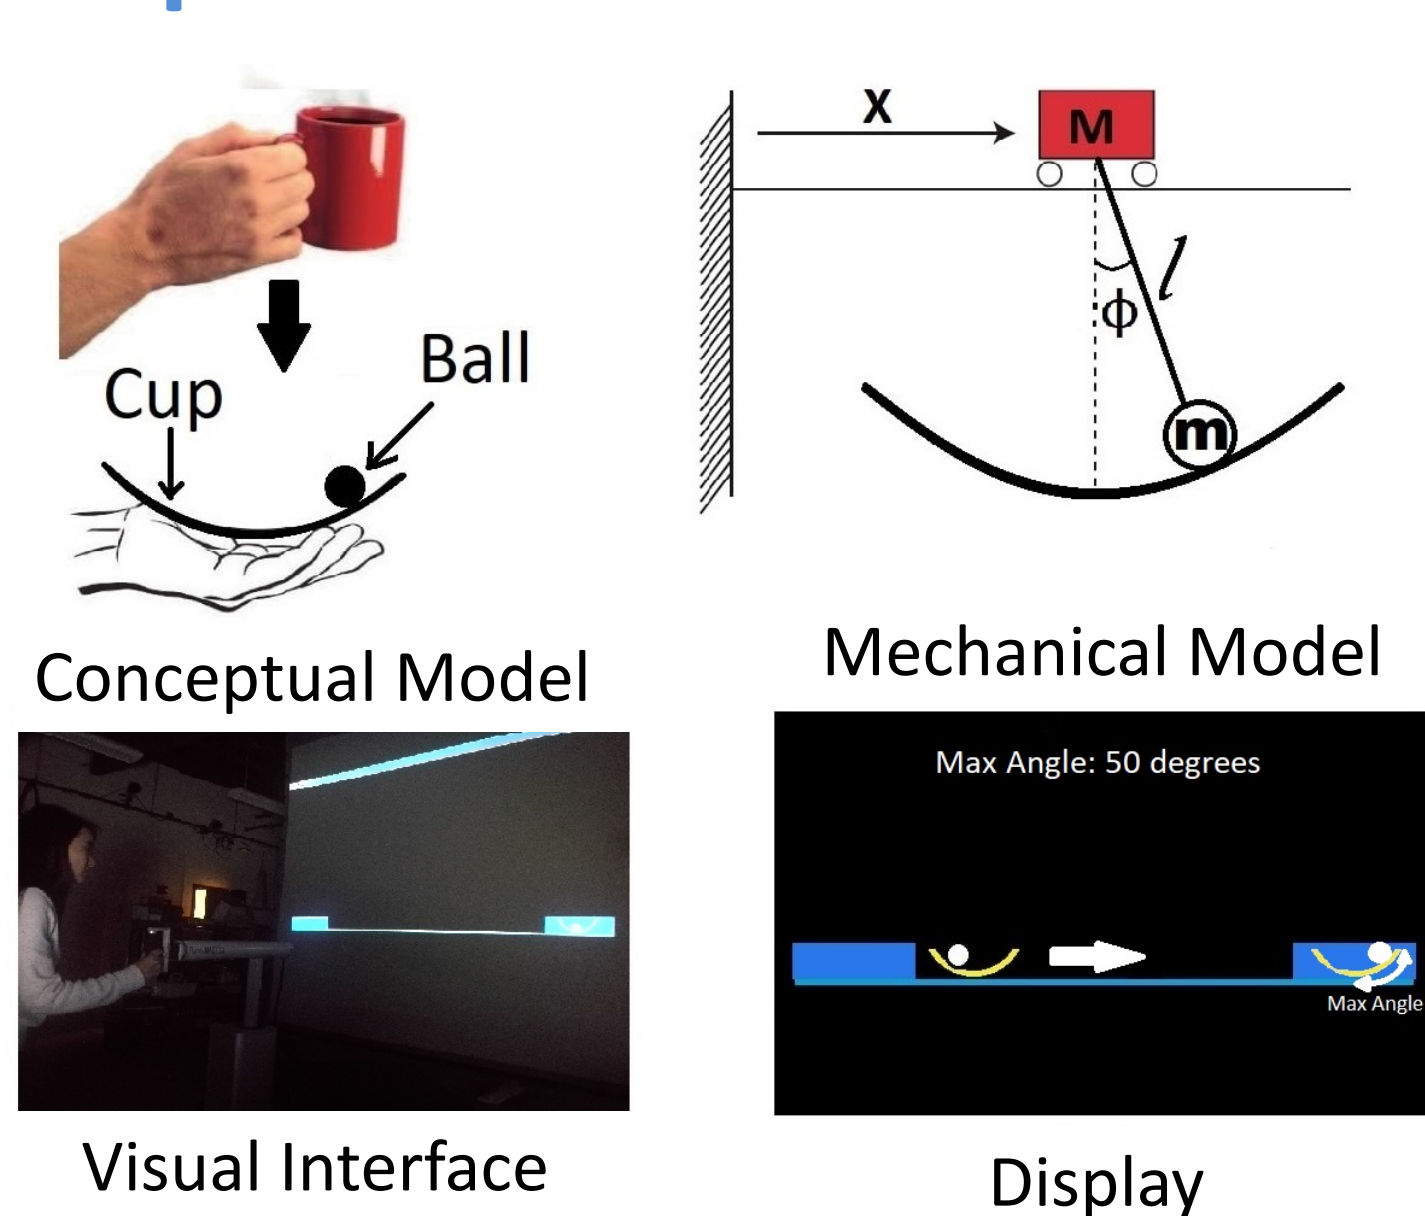 Cup
Ball
Conceptual Model
X
M
ϕ
l
m
Mechanical Model
Visual Interface
Max Angle: 50 degrees
Max Angle
Display